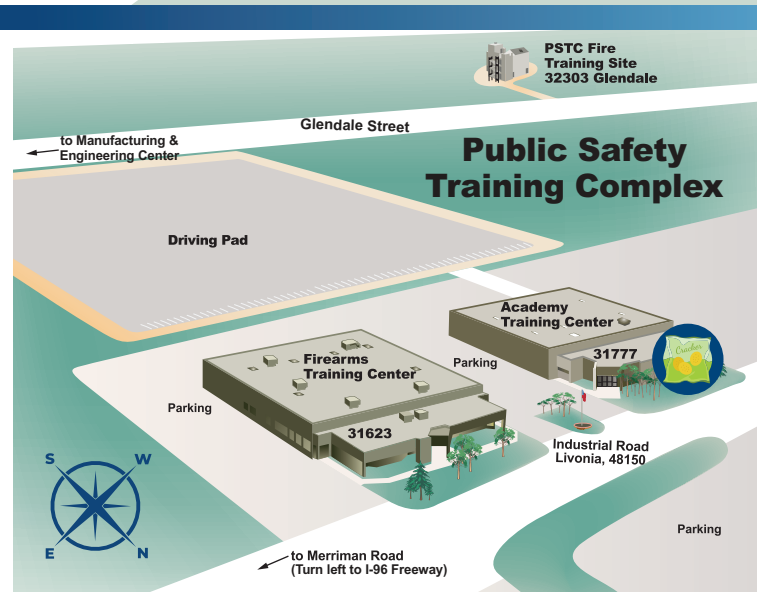 PSTC Fire
Training Site
32303 Glendale
Glendale Street
to Manufacturing &
Engineering Center
Public Safety
Training Complex
Driving Pad
Academy
Training Center
31777
Cracker
Firearms
Training Center
Parking
Parking
31623
Industrial Road
Livonia, 48150
S
W
E
N
Parking
to Merriman Road
(Turn left to I-96 Freeway)